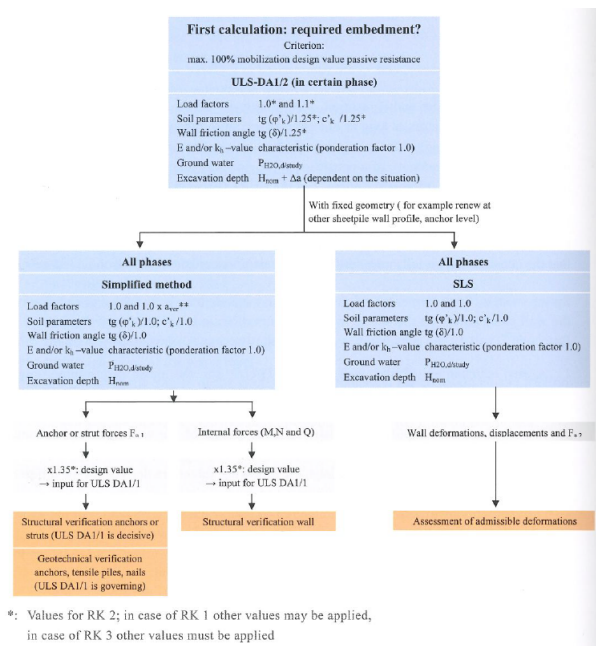 First calculation: required embedment?
Criterion:
max. 100% mobilization design value passive resistance
ULS-DA1/2 (in certain phase)
Load factors 1.0* and 1.1*
Soil parameters tg (φ'k)/1.25*; c'k /1.25*
Wall friction angle tg (δ)/1.25*
E and/or kh –value characteristic (ponderation factor 1.0)
Ground water PH2O,d/study
Excavation depth Hnom + Δa (dependent on the situation)
With fixed geometry ( for example renew at
other sheetpile wall profile, anchor level)
All phases
Simplified method
Load factors 1.0 and 1.0 x aver**
Soil parameters tg (φ'k)/1.0; c'k /1.0
Wall friction angle tg (δ)/1.0
E and/or kh –value characteristic (ponderation factor 1.0)
Ground water PH2O,d/study
Excavation depth Hnom
All phases
SLS
Load factors 1.0 and 1.0
Soil parameters tg (φ'k)/1.0; c'k /1.0
Wall friction angle tg (δ)/1.0
E and/or kh –value characteristic (ponderation factor 1.0)
Ground water PH2O,d/study
Excavation depth Hnom
Anchor or strut forces
Internal forces (M,N and Q)
Wall deformations, displacements and
x1.35*: design value
→ input for ULS DA1/1
x1.35*: design value
→ input for ULS DA1/1
Structural verification anchors or
struts (ULS DA1/1 is decisive)
Structural verification wall
Assessment of admissible deformations
Geotechnical verification
anchors, tensile piles, nails
(ULS DA1/1 is governing)
*: Values for RK 2; in case of RK 1 other values may be applied,
in case of RK 3 other values must be applied